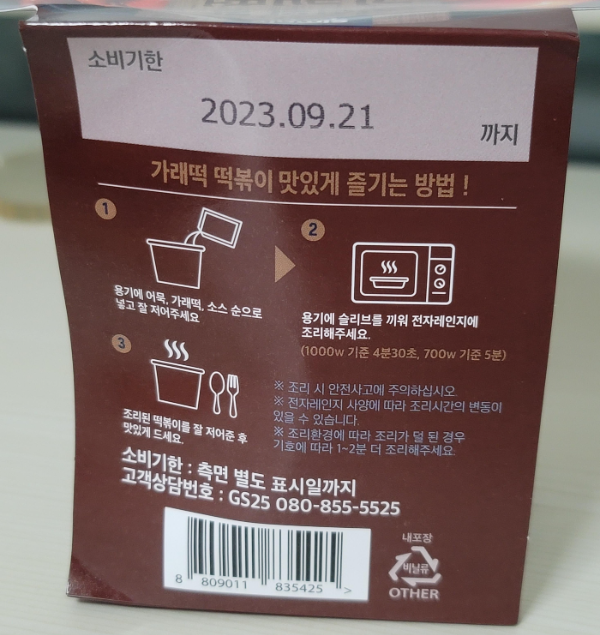 소비기한
2023.09.21
까지
가래떡 떡볶이 맛있게 즐기는 방법 !
1
용기에 어묵, 가래떡, 소스 순으로
넣고 잘 저어주세요
2
용기에 슬리브를 끼워 전자레인지에
조리해주세요.
(1000w 기준 4분30초, 700w 기준 5분)
3
조리된 떡볶이를 잘 저어준 후
맛있게 드세요.
※ 조리 시 안전사고에 주의하십시오.
※ 전자레인지 사양에 따라 조리시간의 변동이
있을 수 있습니다.
※ 조리환경에 따라 조리가 덜 된 경우
기호에 따라 1~2분 더 조리해주세요.
소비기한 : 측면 별도 표시일까지
고객상담번호 : GS25 080-855-5525
8 809011 835425 >
내포장
비닐류
OTHER